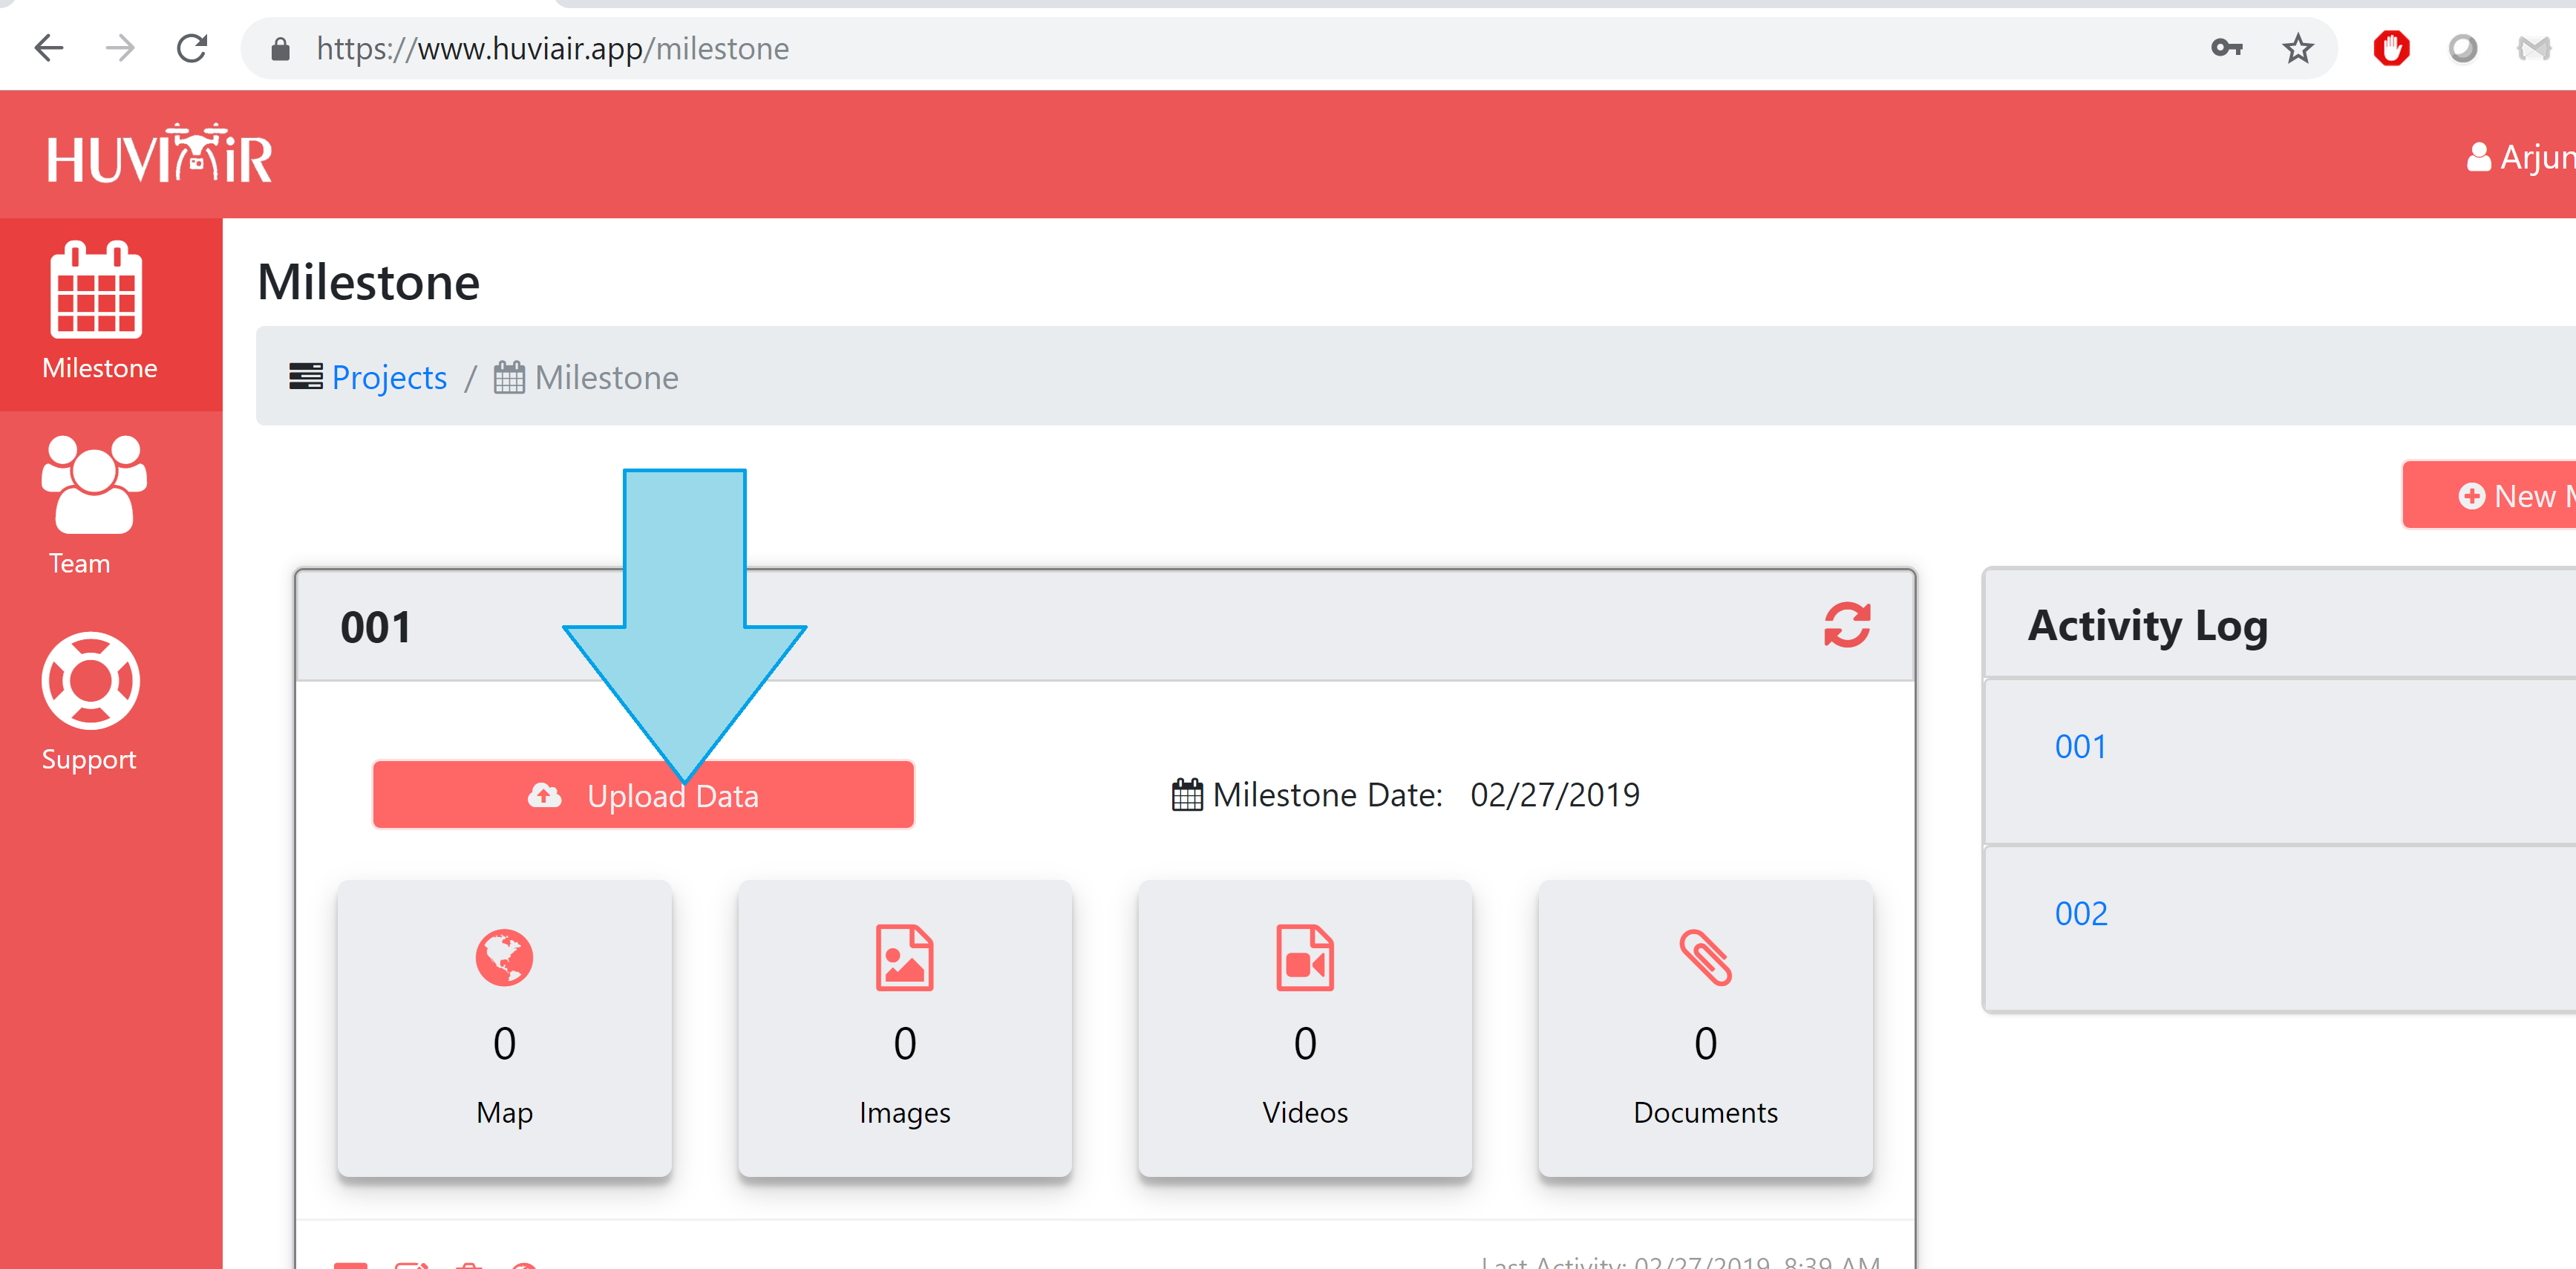 https://www.huviair.app/milestone
HUVIAiR
Arjun
Milestone
Milestone
Projects / Milestone
Team
New
001
Activity Log
Support
Upload Data
Milestone Date: 02/27/2019
001
002
0
0
0
0
Map
Images
Videos
Documents
Last Activity: 02/27/2019, 8:39 AM